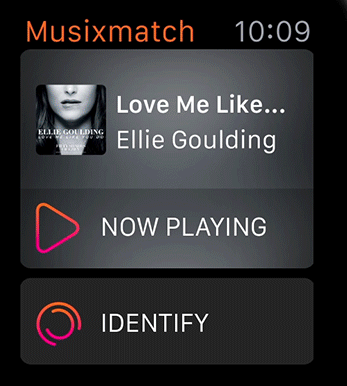 Musixmatch 10:09
Love Me Like...
Ellie Goulding
ELLIE GOULDING
LOVE ME LIKE YOU DO
NOW PLAYING
IDENTIFY